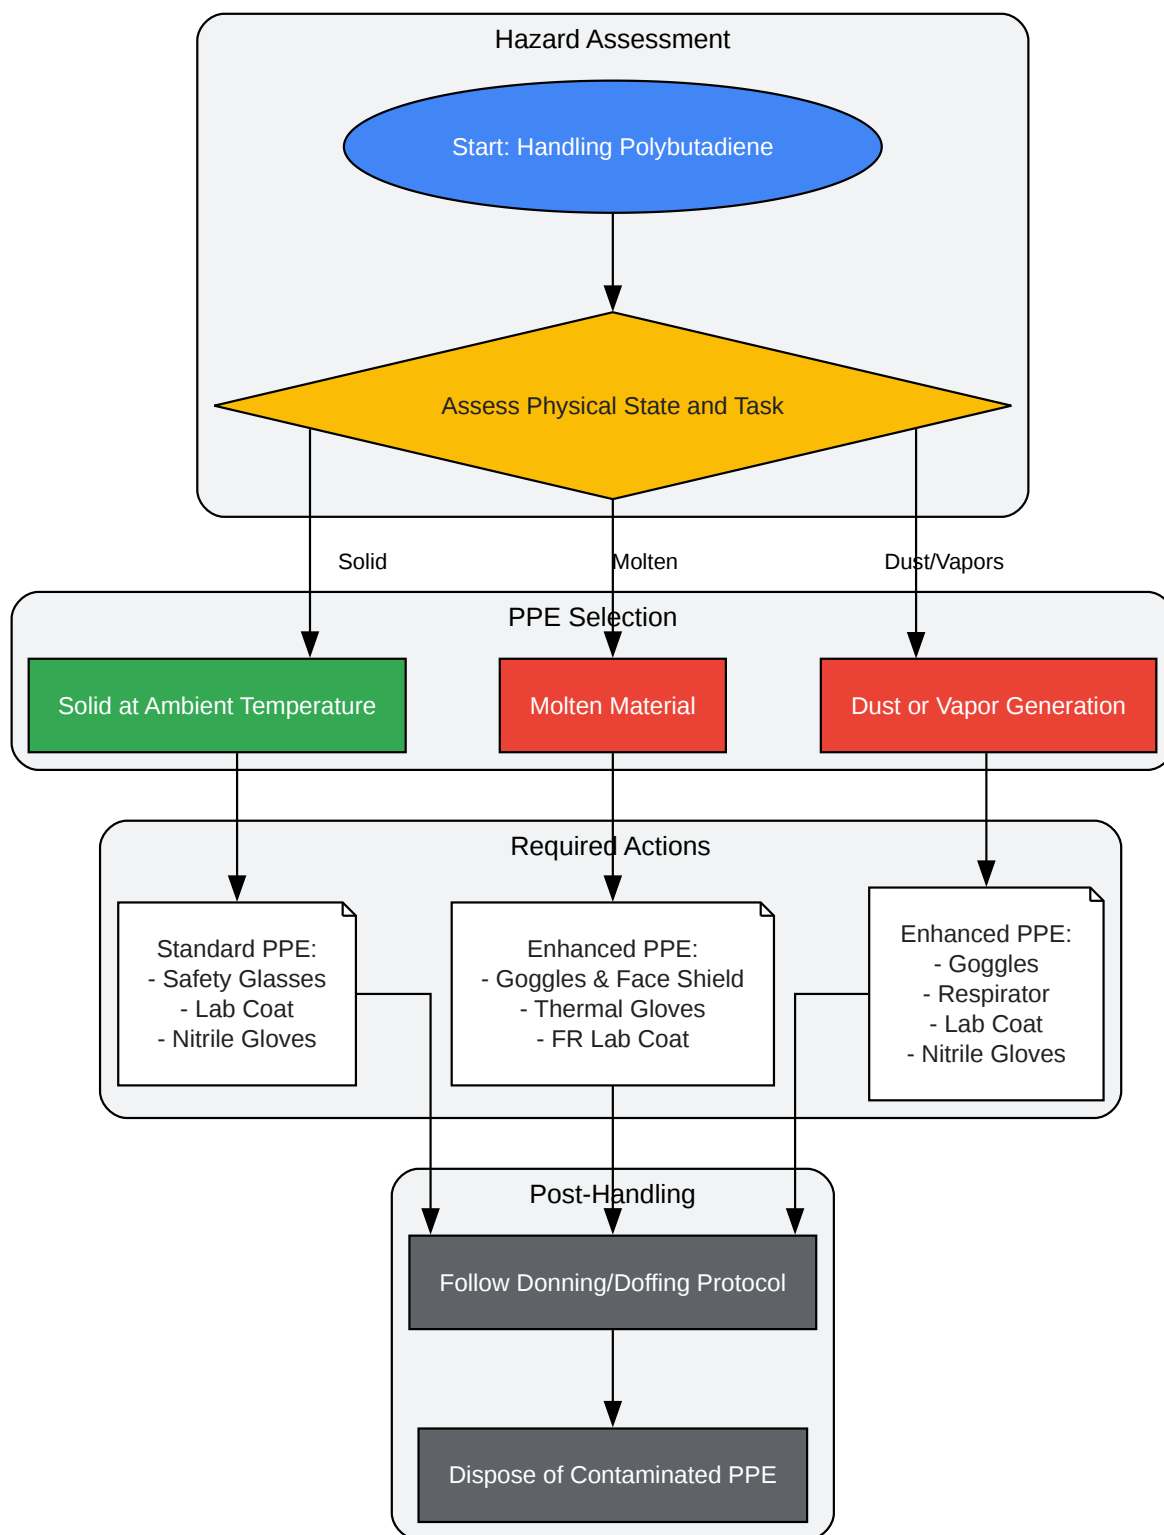 Hazard Assessment
Start: Handling Polybutadiene
Assess Physical State and Task
Solid
Molten
Dust/Vapors
PPE Selection
Solid at Ambient Temperature
Molten Material
Dust or Vapor Generation
Required Actions
Standard PPE:
- Safety Glasses
- Lab Coat
- Nitrile Gloves
Enhanced PPE:
- Goggles & Face Shield
- Thermal Gloves
- FR Lab Coat
Enhanced PPE:
- Goggles
- Respirator
- Lab Coat
- Nitrile Gloves
Post-Handling
Follow Donning/Doffing Protocol
Dispose of Contaminated PPE